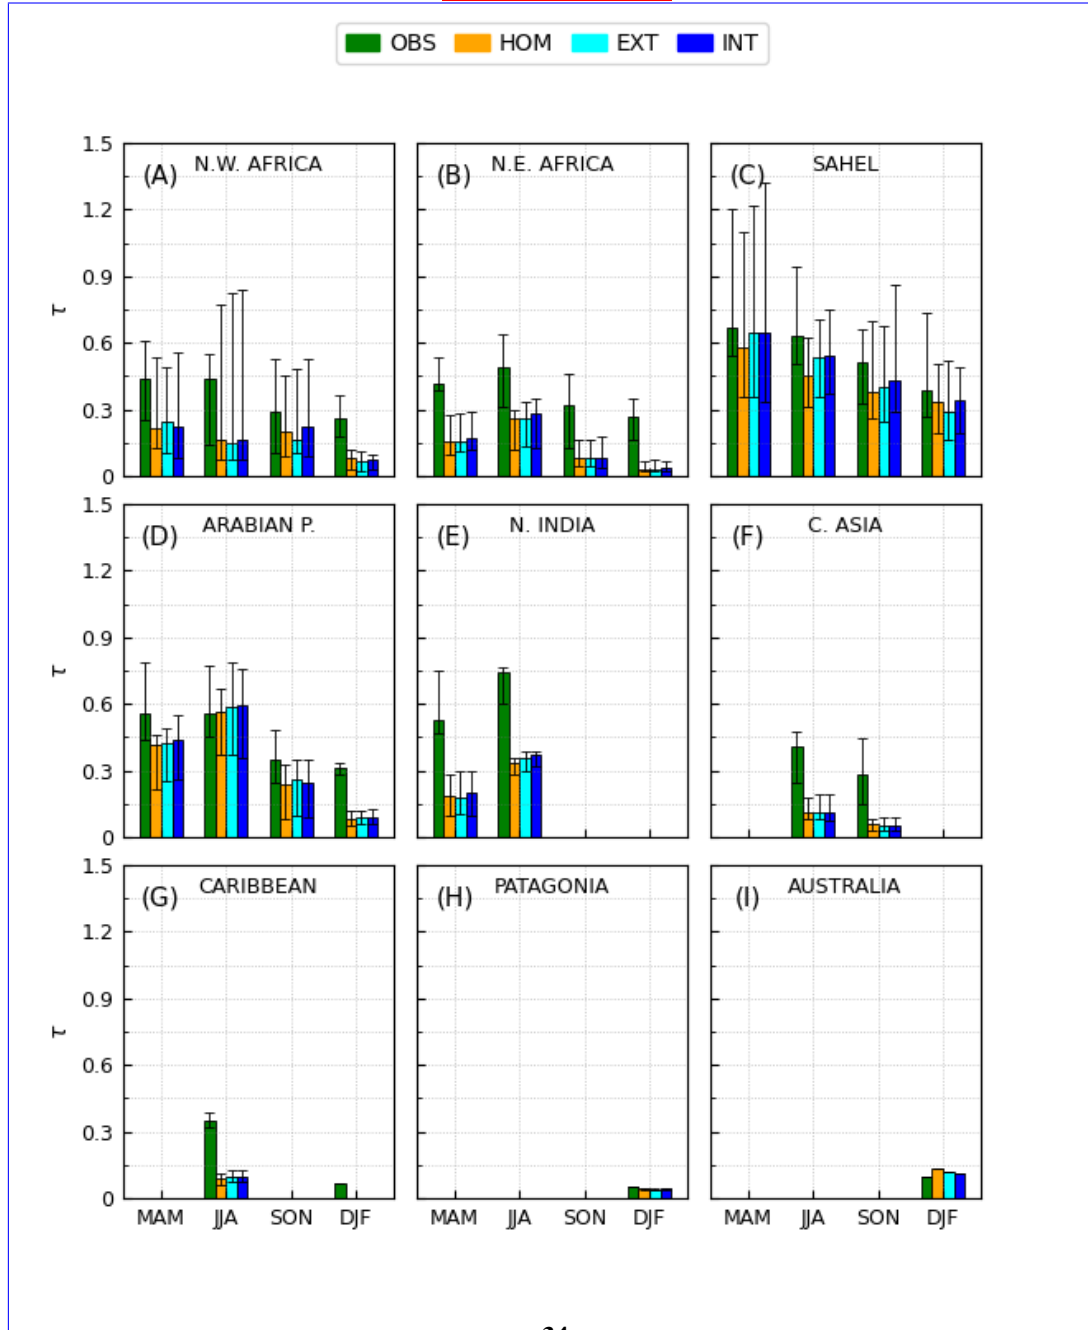 OBS HOM EXT INT
(A) N.W. AFRICA (B) N.E. AFRICA (C) SAHEL
1.5
1.2
0.9
τ
0.6
0.3
0
(D) ARABIAN P. (E) N. INDIA (F) C. ASIA
1.5
1.2
0.9
τ
0.6
0.3
0
(G) CARIBBEAN (H) PATAGONIA (I) AUSTRALIA
1.5
1.2
0.9
τ
0.6
0.3
0
MAM JJA SON DJF MAM JJA SON DJF MAM JJA SON DJF